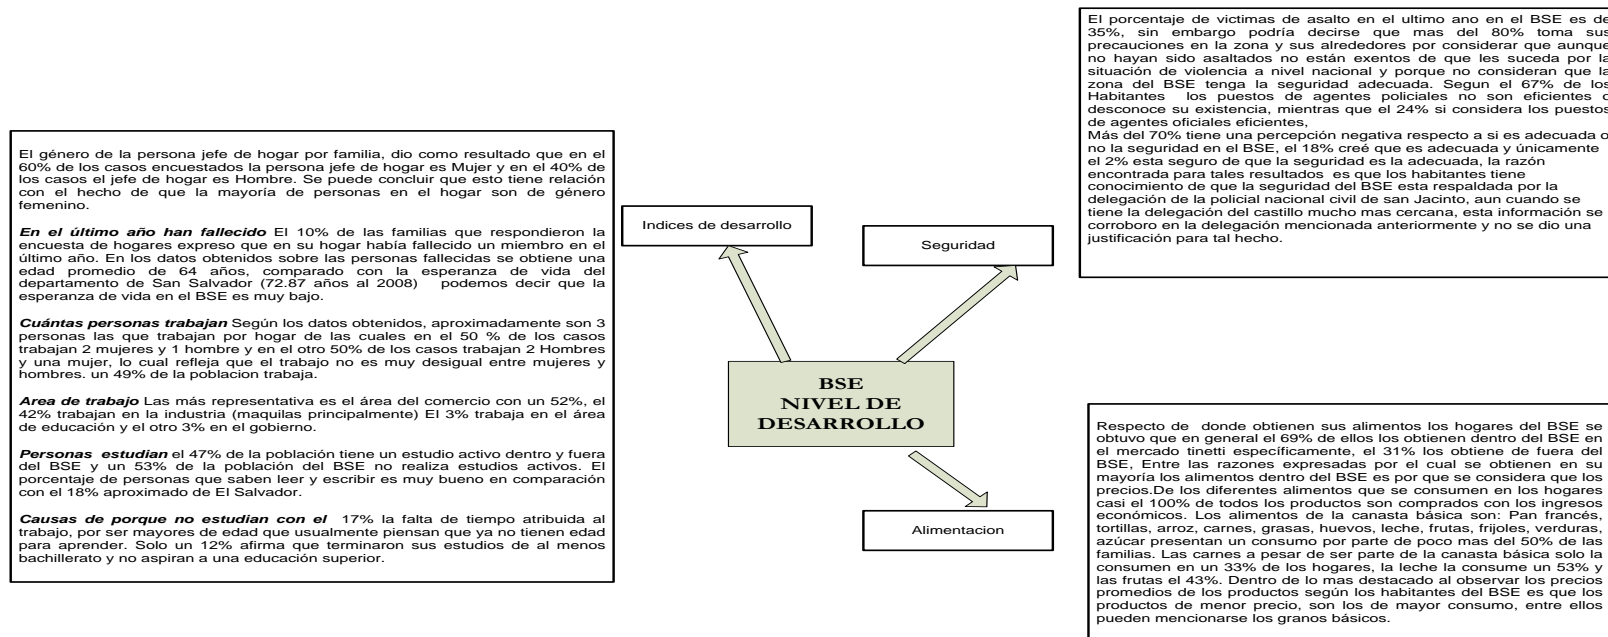 El género de la persona jefe de hogar por familia, dio como resultado que en el
60% de los casos encuestados la persona jefe de hogar es Mujer y en el 40% de
los casos el jefe de hogar es Hombre. Se puede concluir que esto tiene relación
con el hecho de que la mayoría de personas en el hogar son de género
femenino.
En el último año han fallecido El 10% de las familias que respondieron la
encuesta de hogares expreso que en su hogar había fallecido un miembro en el
último año. En los datos obtenidos sobre las personas fallecidas se obtiene una
edad promedio de 64 años, comparado con la esperanza de vida del
departamento de San Salvador (72.87 años al 2008) podemos decir que la
esperanza de vida en el BSE es muy bajo.
Cuántas personas trabajan Según los datos obtenidos, aproximadamente son 3
personas las que trabajan por hogar de las cuales en el 50 % de los casos
trabajan 2 mujeres y 1 hombre y en el otro 50% de los casos trabajan 2 Hombres
y una mujer, lo cual refleja que el trabajo no es muy desigual entre mujeres y
hombres. un 49% de la poblacion trabaja.
Area de trabajo Las más representativa es el área del comercio con un 52%, el
42% trabajan en la industria (maquilas principalmente) El 3% trabaja en el área
de educación y el otro 3% en el gobierno.
Personas estudian el 47% de la población tiene un estudio activo dentro y fuera
del BSE y un 53% de la población del BSE no realiza estudios activos. El
porcentaje de personas que saben leer y escribir es muy bueno en comparación
con el 18% aproximado de El Salvador.
Causas de porque no estudian con el 17% la falta de tiempo atribuida al
trabajo, por ser mayores de edad que usualmente piensan que ya no tienen edad
para aprender. Solo un 12% afirma que terminaron sus estudios de al menos
bachillerato y no aspiran a una educación superior.
Indices de desarrollo
Seguridad
BSE
NIVEL DE
DESARROLLO
Alimentacion
El porcentaje de victimas de asalto en el ultimo ano en el BSE es de
35%, sin embargo podría decirse que mas del 80% toma sus
precauciones en la zona y sus alrededores por considerar que aunque
no hayan sido asaltados no están exentos de que les suceda por la
situación de violencia a nivel nacional y porque no consideran que la
zona del BSE tenga la seguridad adecuada. Segun el 67% de los
Habitantes los puestos de agentes policiales no son eficientes o
desconoce su existencia, mientras que el 24% si considera los puestos
de agentes oficiales eficientes,
Más del 70% tiene una percepción negativa respecto a si es adecuada o
no la seguridad en el BSE, el 18% creé que es adecuada y únicamente
el 2% esta seguro de que la seguridad es la adecuada, la razón
encontrada para tales resultados es que los habitantes tiene
conocimiento de que la seguridad del BSE esta respaldada por la
delegación de la policial nacional civil de san Jacinto, aun cuando se
tiene la delegación del castillo mucho mas cercana, esta información se
corroboro en la delegación mencionada anteriormente y no se dio una
justificación para tal hecho.
Respecto de donde obtienen sus alimentos los hogares del BSE se
obtuvo que en general el 69% de ellos los obtienen dentro del BSE en
el mercado tinetti específicamente, el 31% los obtiene de fuera del
BSE, Entre las razones expresadas por el cual se obtienen en su
mayoría los alimentos dentro del BSE es por que se considera que los
precios.De los diferentes alimentos que se consumen en los hogares
casi el 100% de todos los productos son comprados con los ingresos
económicos. Los alimentos de la canasta básica son: Pan francés,
tortillas, arroz, carnes, grasas, huevos, leche, frutas, frijoles, verduras,
azúcar presentan un consumo por parte de poco mas del 50% de las
familias. Las carnes a pesar de ser parte de la canasta básica solo la
consumen en un 33% de los hogares, la leche la consume un 53% y
las frutas el 43%. Dentro de lo mas destacado al observar los precios
promedios de los productos según los habitantes del BSE es que los
productos de menor precio, son los de mayor consumo, entre ellos
pueden mencionarse los granos básicos.